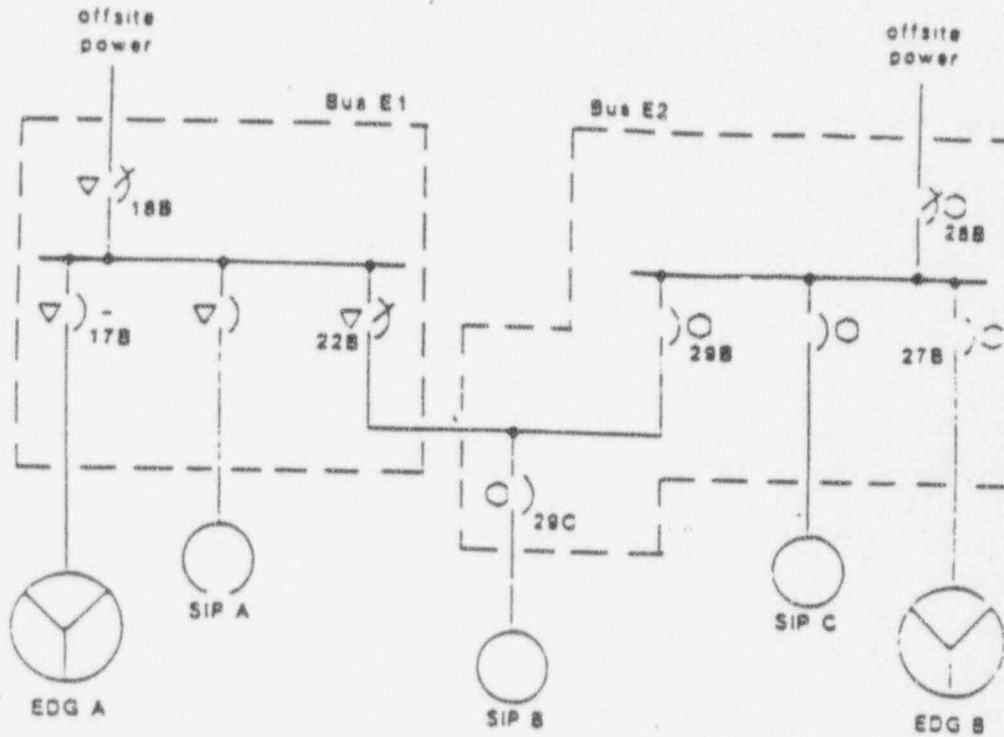 offsite
power
offsite
power
Bus E1
Bus E2
18B
28B
17B
22B
29B
27B
29C
SIP A
SIP C
EDG A
SIP B
EDG B